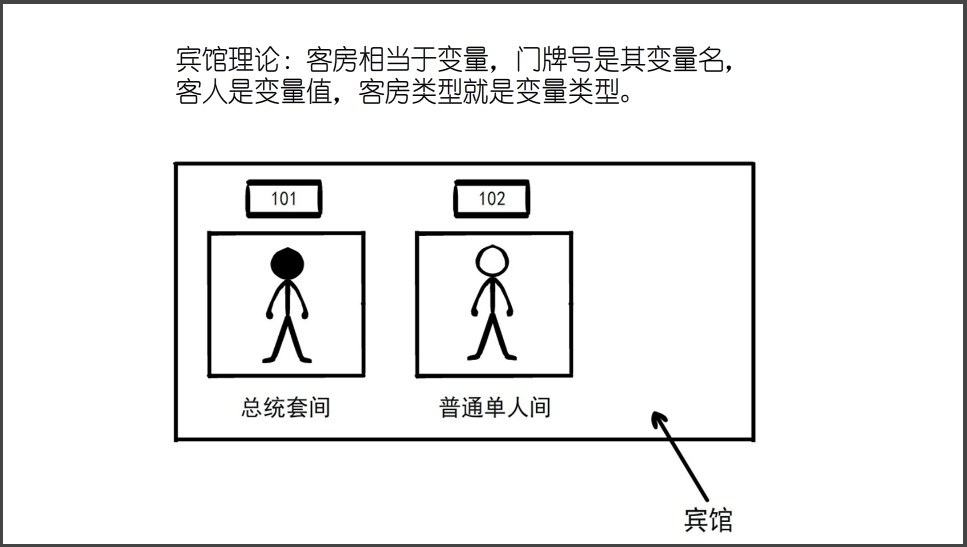 宾馆理论：客房相当于变量，门牌号是其变量名，
客人是变量值，客房类型就是变量类型。
101
102
总统套间
普通单人间
宾馆